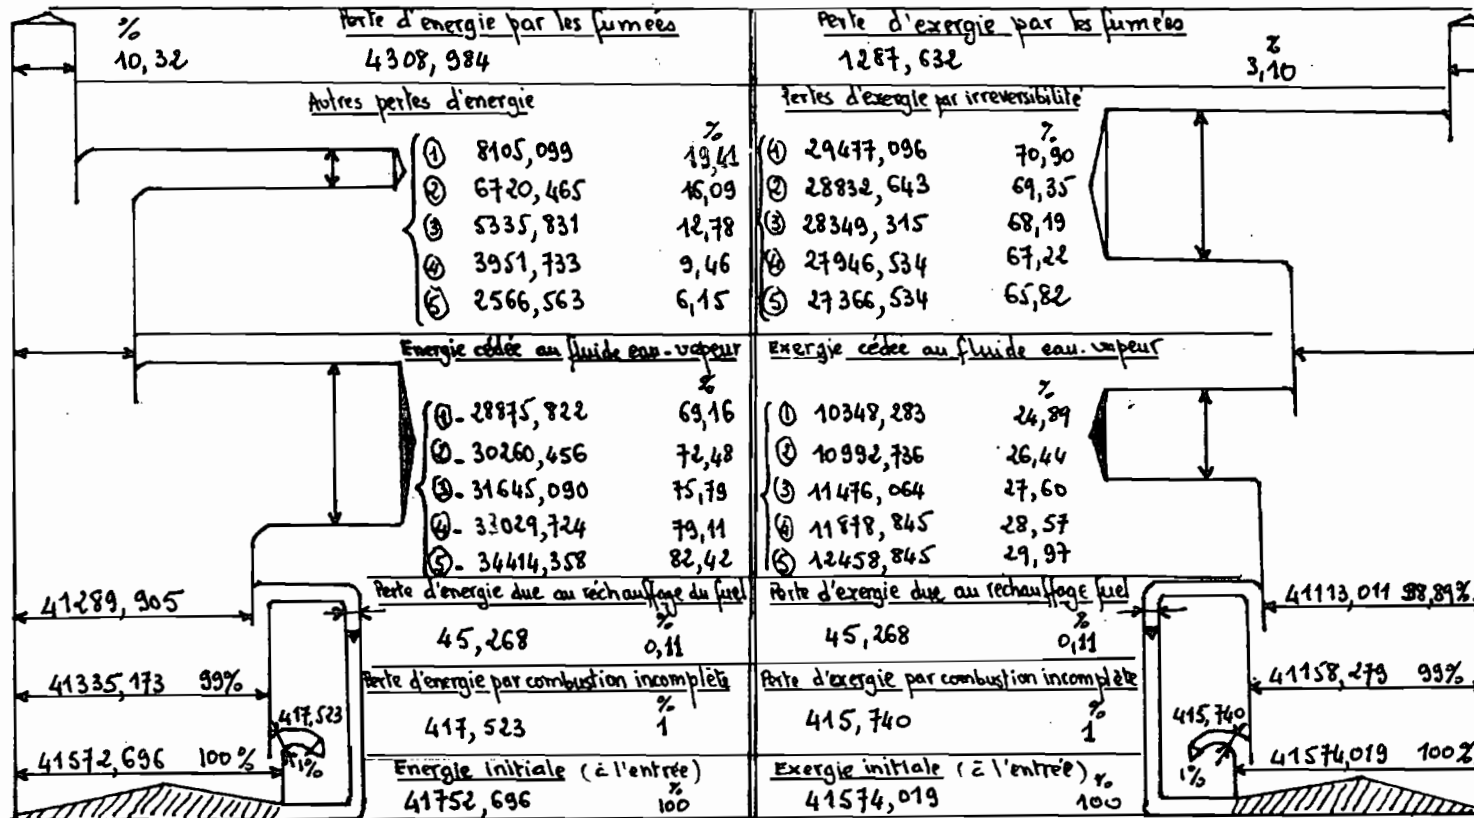 Perte d'energie par les fumées
%
10,32 4308,984
Autres pertes d'energie
%
① 8105,099 19,41
② 6720,465 16,09
③ 5335,831 12,78
④ 3951,733 9,46
⑤ 2566,563 6,15
Energie cédée au fluide eau-vapeur
%
①- 28875,822 69,16
②- 30260,456 72,48
③- 31645,090 75,79
④- 33029,724 79,11
⑤- 34414,358 82,42
41289,905
Perte d'energie due au réchauffage du fuel
%
45,268 0,11
41335,173 99%
Perte d'energie par combustion incomplète
%
417,523 1
417,523
1%
41572,696 100%
Energie initiale (à l'entrée)
%
41752,696 100
Perte d'exergie par les fumées
%
1287,632 3,10
Pertes d'exergie par irreversibilité
%
① 29477,096 70,90
② 28832,643 69,35
③ 28349,315 68,19
④ 27946,534 67,22
⑤ 27366,534 65,82
Exergie cédée au fluide eau.vapeur
%
① 10348,283 24,89
② 10992,736 26,44
③ 11476,064 27,60
④ 11878,845 28,57
⑤ 12458,845 29,97
Perte d'exergie due au réchauffage fuel
%
45,268 0,11
41113,011 98,89%
Perte d'exergie par combustion incomplète
%
415,740 1
41158,279 99%
415,740
1%
41574,019 100%
Exergie initiale (à l'entrée)
%
41574,019 100